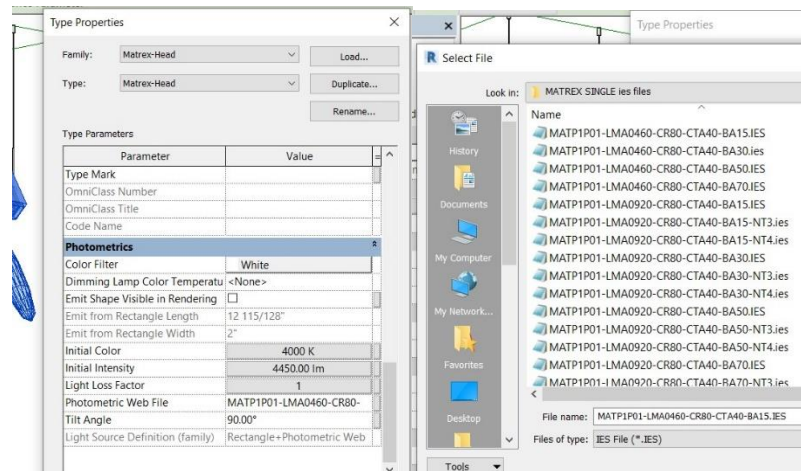 Type Properties
Family: Matrex-Head Load...
Type: Matrex-Head Duplicate...
Rename...
Type Parameters
Parameter Value =
Type Mark
OmniClass Number
OmniClass Title
Code Name
Photometrics
Color Filter White
Dimming Lamp Color Temperatu <None>
Emit Shape Visible in Rendering
Emit from Rectangle Length 12 115/128"
Emit from Rectangle Width 2"
Initial Color 4000 K
Initial Intensity 4450.00 lm
Light Loss Factor 1
Photometric Web File MATP1P01-LMA0460-CR80-
Tilt Angle 90.00°
Light Source Definition (family) Rectangle+Photometric Web
Type Properties
R Select File
Look in: MATREX SINGLE ies files
History
Documents
My Computer
My Network...
Favorites
Desktop
Name
MATP1P01-LMA0460-CR80-CTA40-BA15.IES
MATP1P01-LMA0460-CR80-CTA40-BA30.ies
MATP1P01-LMA0460-CR80-CTA40-BA50.IES
MATP1P01-LMA0460-CR80-CTA40-BA70.IES
MATP1P01-LMA0920-CR80-CTA40-BA15.IES
MATP1P01-LMA0920-CR80-CTA40-BA15-NT3.ies
MATP1P01-LMA0920-CR80-CTA40-BA15-NT4.ies
MATP1P01-LMA0920-CR80-CTA40-BA30.IES
MATP1P01-LMA0920-CR80-CTA40-BA30-NT3.ies
MATP1P01-LMA0920-CR80-CTA40-BA30-NT4.ies
MATP1P01-LMA0920-CR80-CTA40-BA50.IES
MATP1P01-LMA0920-CR80-CTA40-BA50-NT3.ies
MATP1P01-LMA0920-CR80-CTA40-BA50-NT4.ies
MATP1P01-LMA0920-CR80-CTA40-BA70.IES
MATP1P01-LMA0920-CR80-CTA40-BA70-NT3.ies
File name: MATP1P01-LMA0460-CR80-CTA40-BA15.IES
Files of type: IES File (*.IES)
Tools